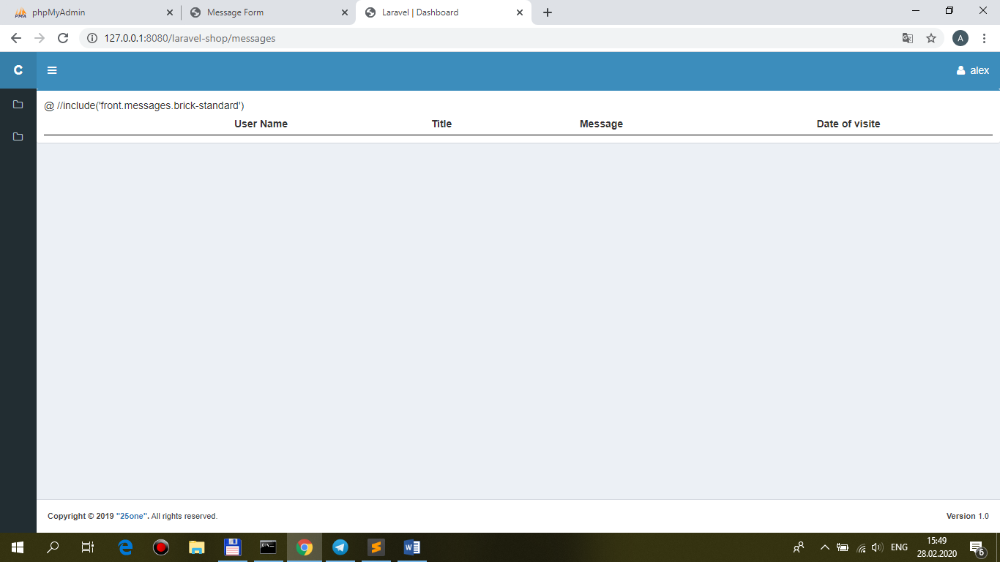 phpMyAdmin
Message Form
Laravel | Dashboard
127.0.0.1:8080/laravel-shop/messages
A
C
alex
@ //include('front.messages.brick-standard')
User Name Title Message Date of visite
Copyright © 2019 "25one". All rights reserved.
Version 1.0
ENG
15:49
28.02.2020
6